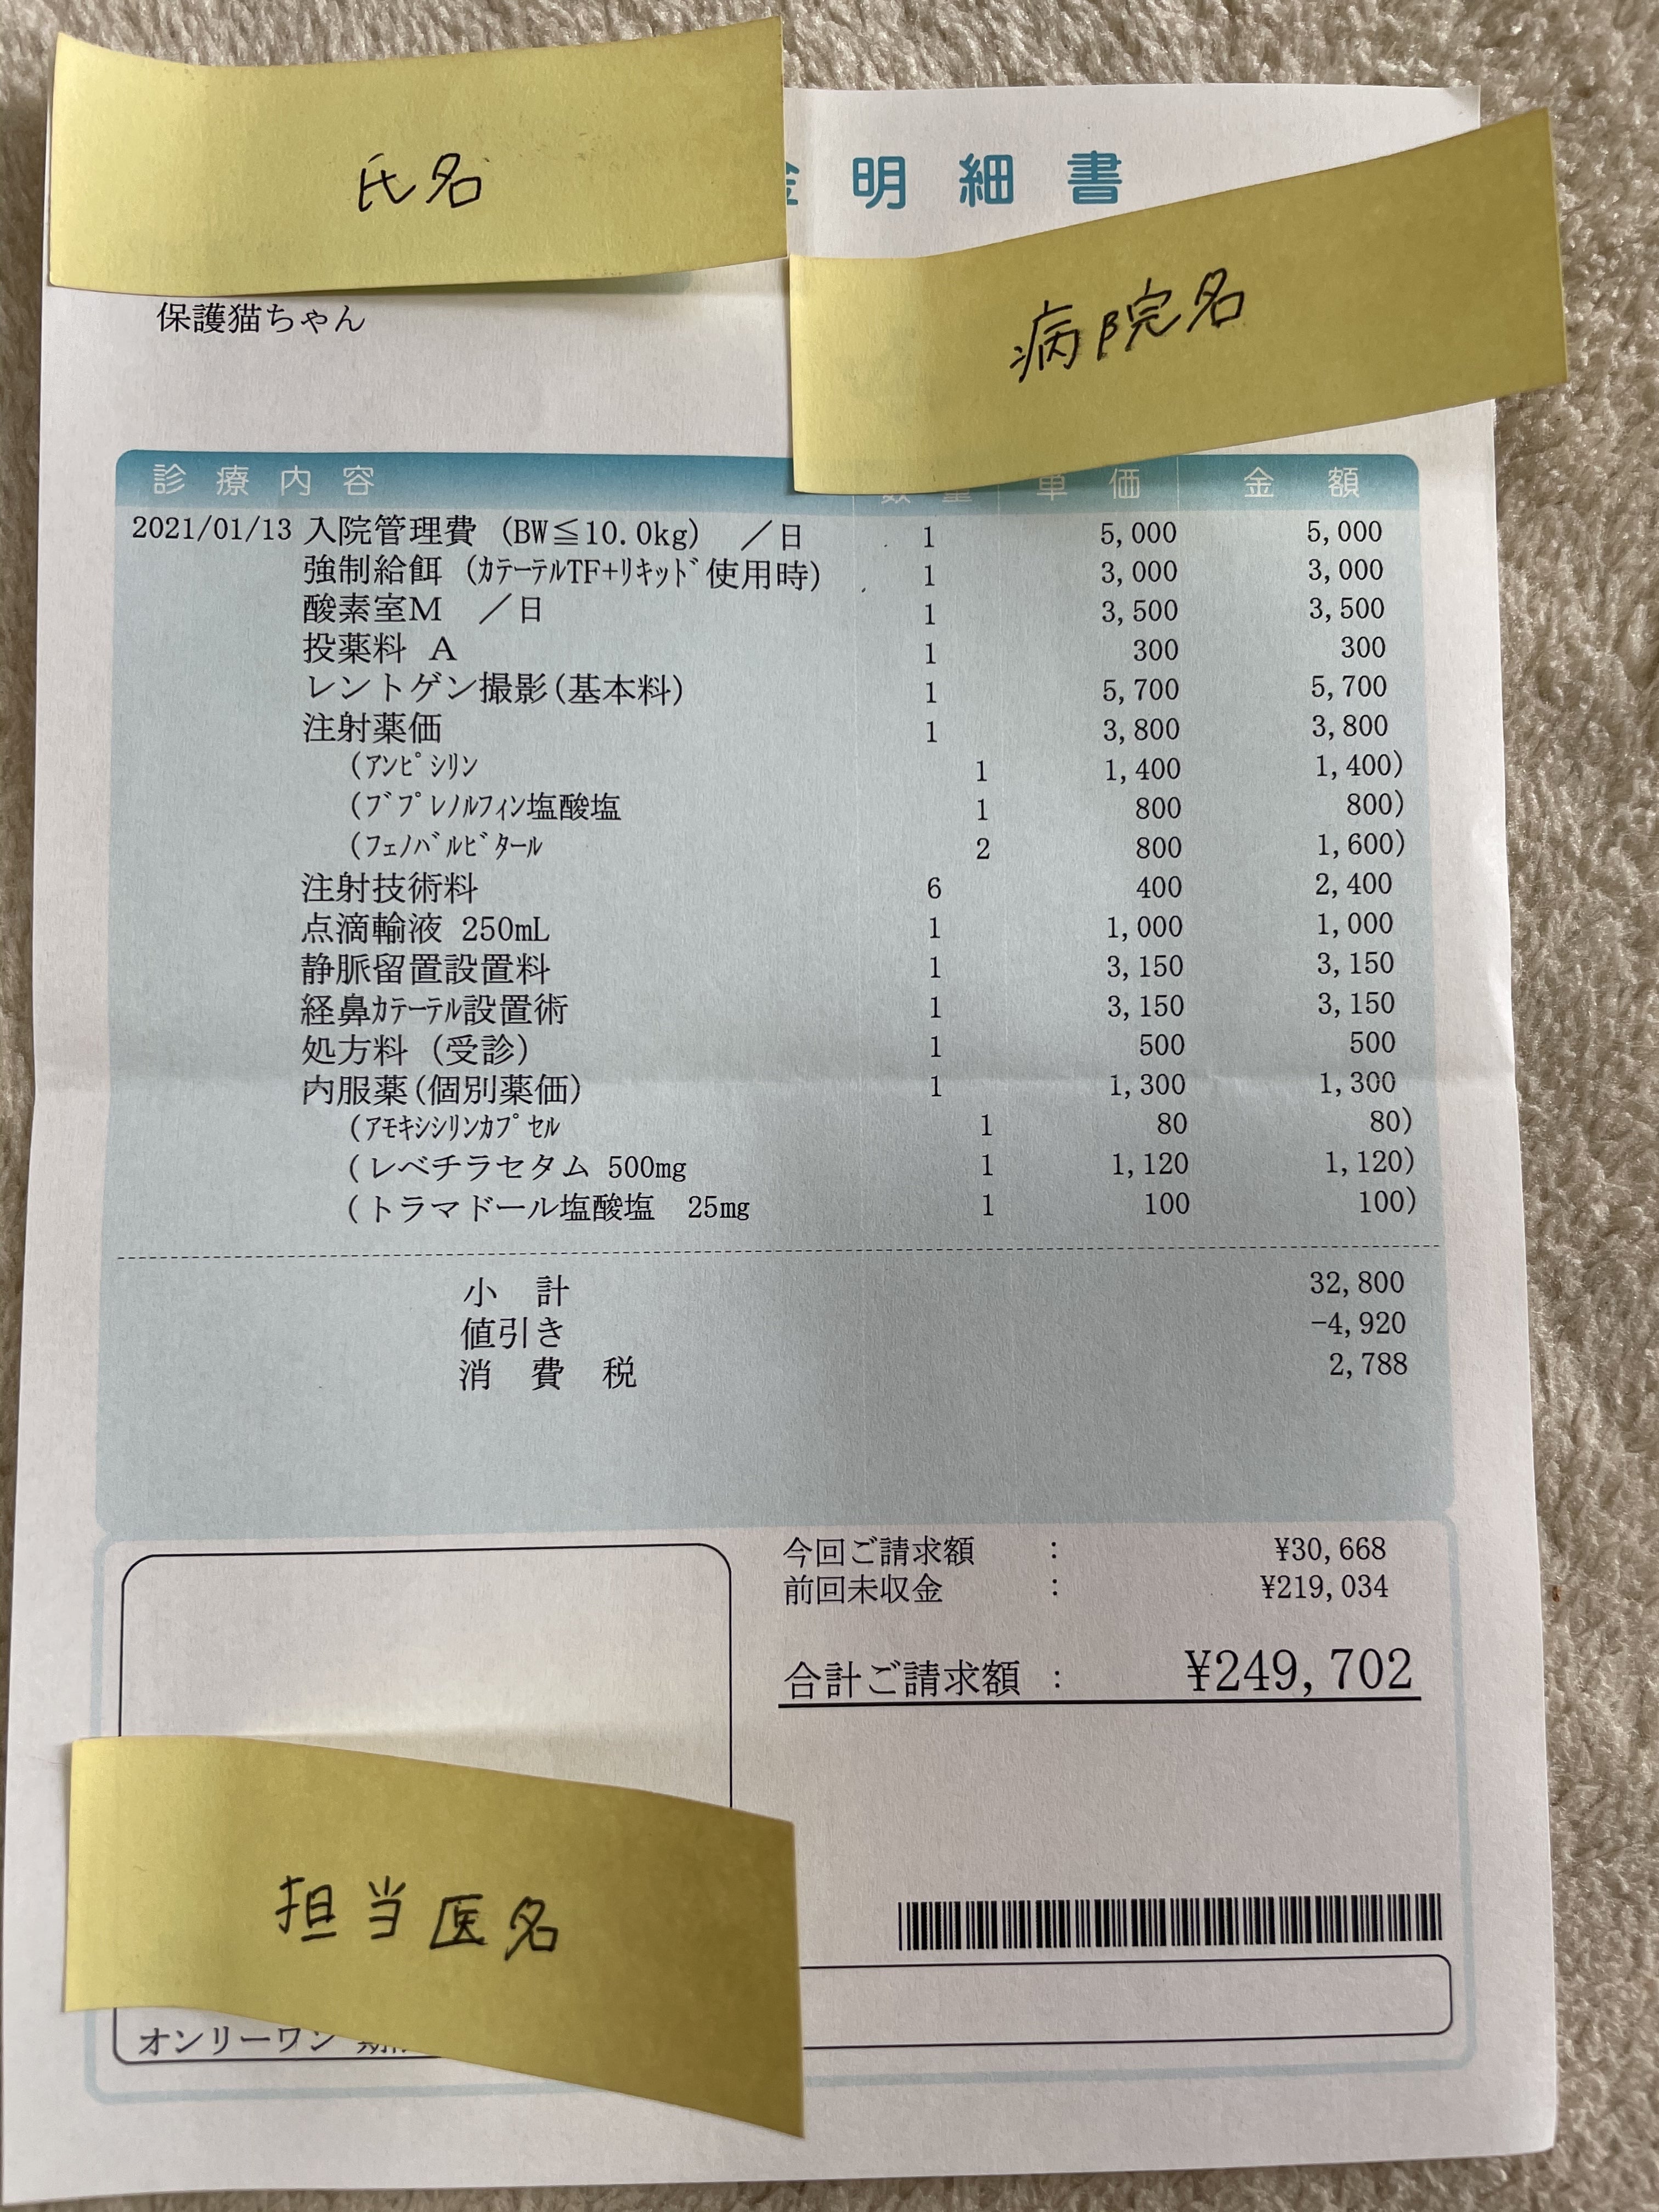 氏名
明細書
病院名
保護猫ちゃん
診療内容 数量 単価 金額
2021/01/13 入院管理費 (BW≦10.0kg) ／日 1 5,000 5,000
強制給餌 (ｶﾃｰﾃﾙTF+ﾘｷｯﾄﾞ使用時) 1 3,000 3,000
酸素室M ／日 1 3,500 3,500
投薬料 A 1 300 300
レントゲン撮影(基本料) 1 5,700 5,700
注射薬価 1 3,800 3,800
(ｱﾝﾋﾟｼﾘﾝ 1 1,400 1,400)
(ﾌﾞﾌﾟﾚﾉﾙﾌｨﾝ塩酸塩 1 800 800)
(ﾌｪﾉﾊﾞﾙﾋﾞﾀｰﾙ 2 800 1,600)
注射技術料 6 400 2,400
点滴輸液 250mL 1 1,000 1,000
静脈留置設置料 1 3,150 3,150
経鼻ｶﾃｰﾃﾙ設置術 1 3,150 3,150
処方料 (受診) 1 500 500
内服薬(個別薬価) 1 1,300 1,300
(ｱﾓｷｼｼﾘﾝｶﾌﾟｾﾙ 1 80 80)
(レベチラセタム 500mg 1 1,120 1,120)
(トラマドール塩酸塩 25mg 1 100 100)
小計 32,800
値引き -4,920
消費税 2,788
今回ご請求額 : ¥30,668
前回未収金 : ¥219,034
合計ご請求額 : ¥249,702
担当医名
オンリーワン